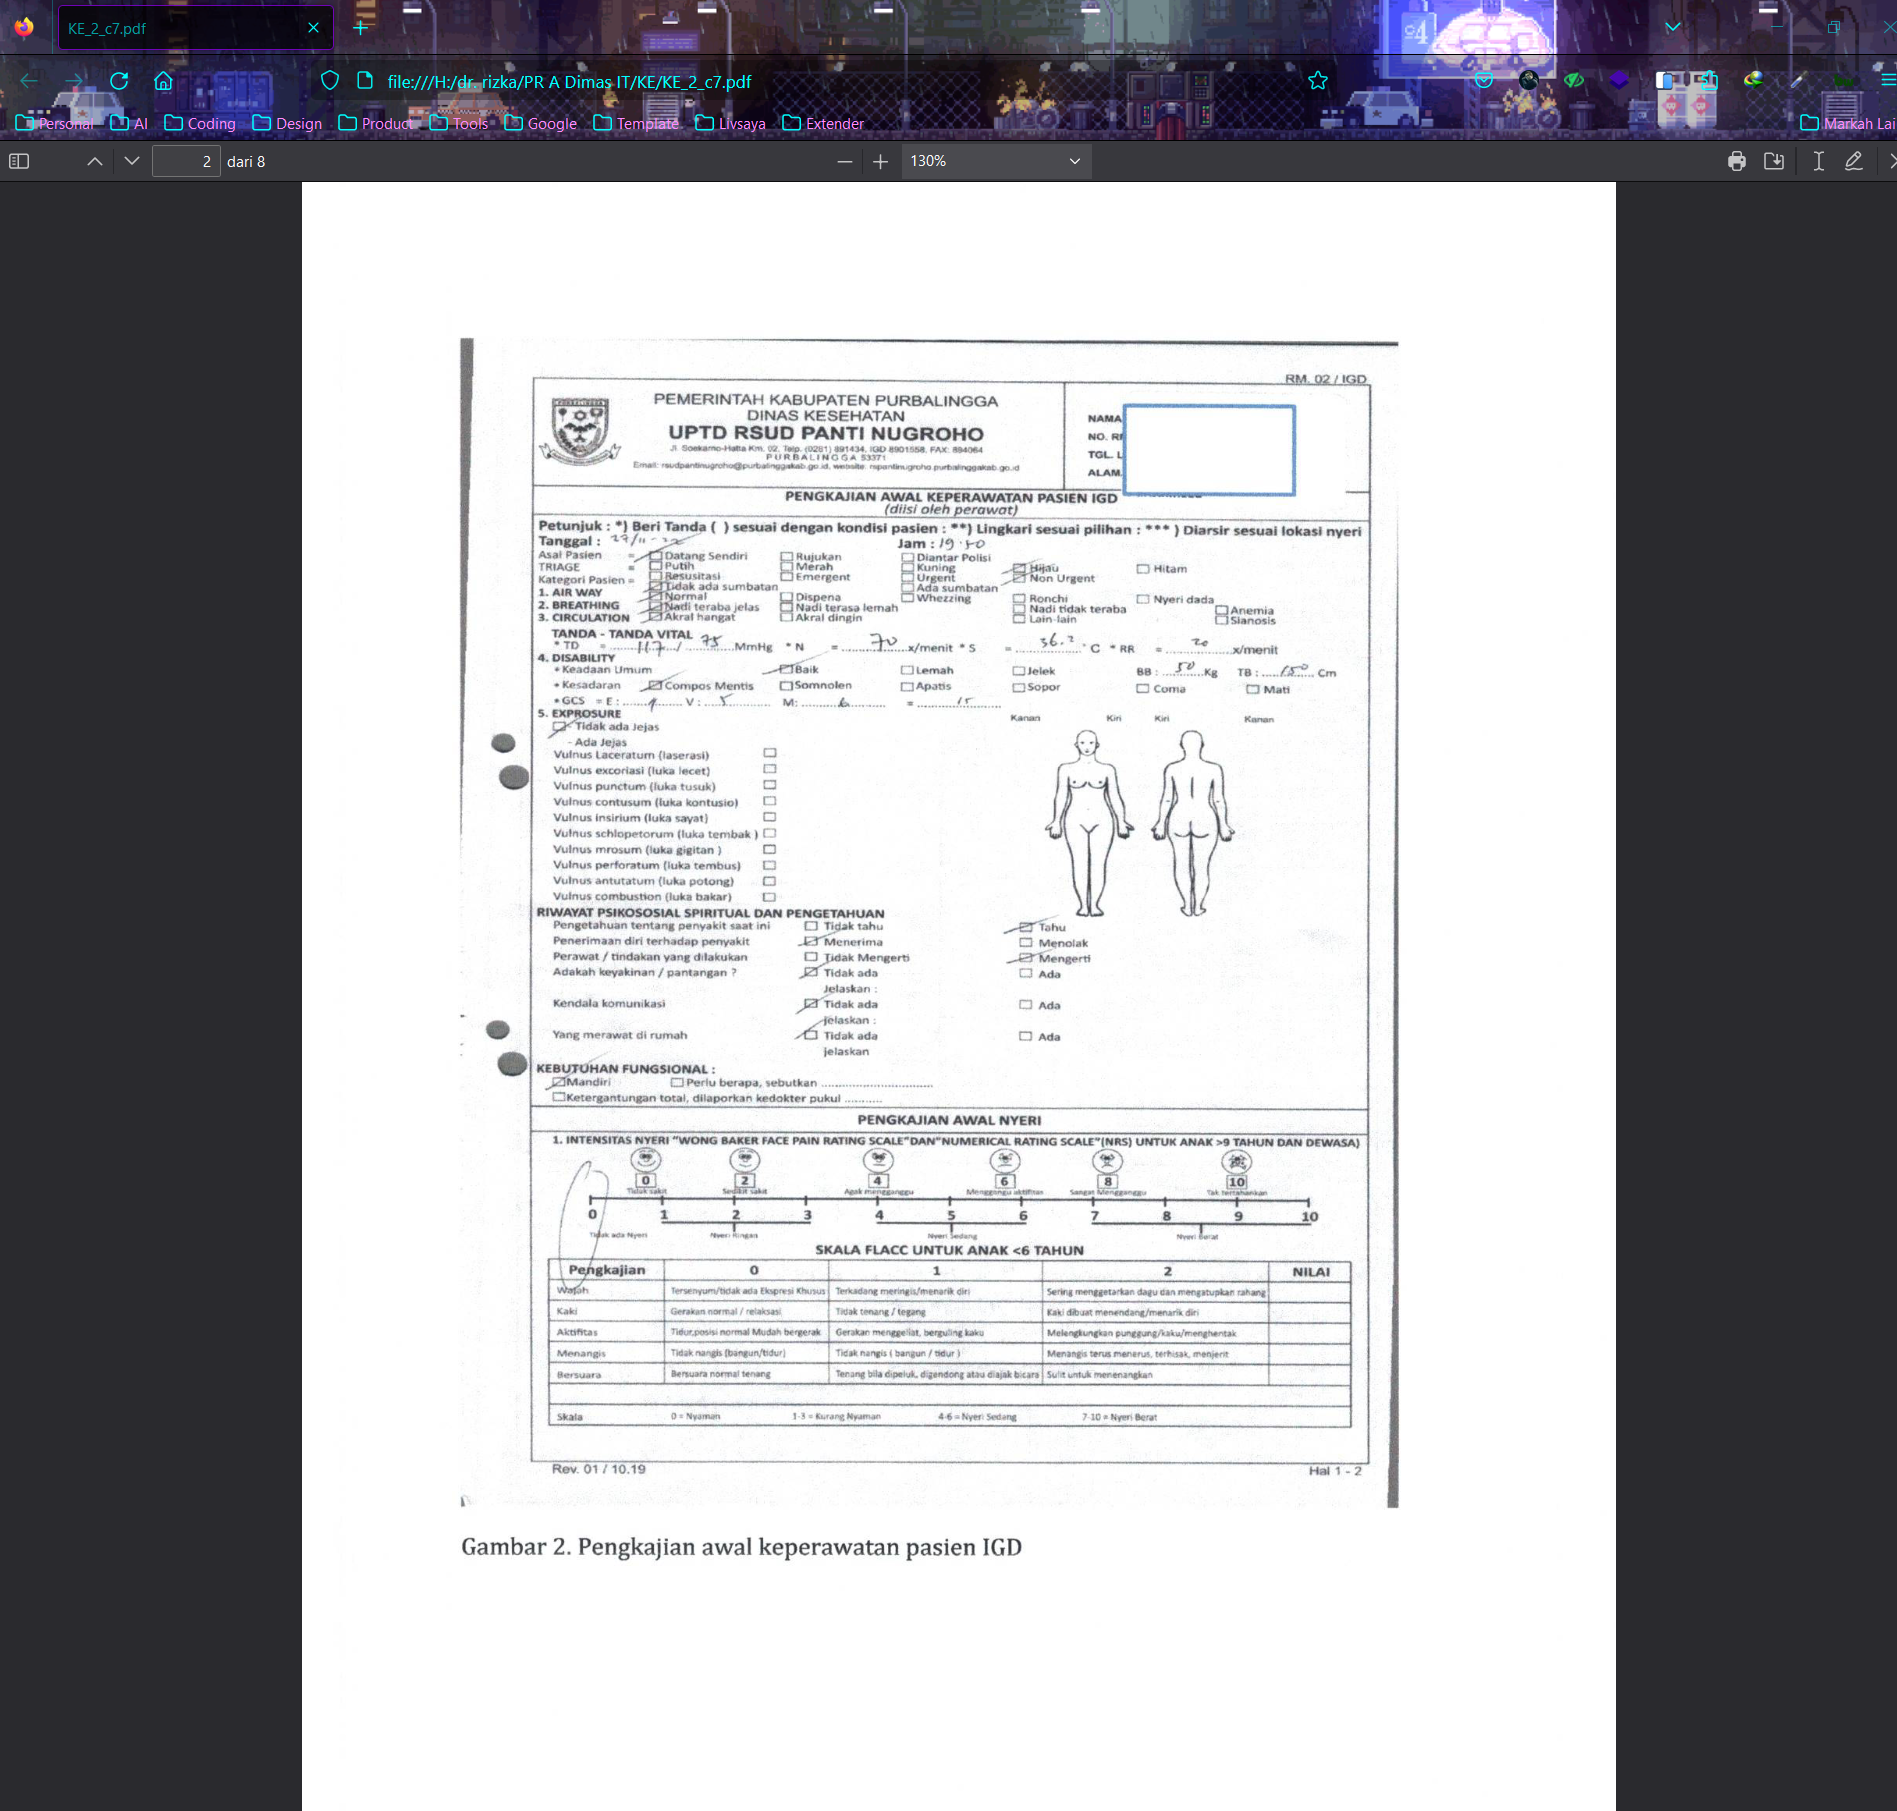 KE_2_c7.pdf
file:///H:/dr. rizka/PR A Dimas IT/KE/KE_2_c7.pdf
Personal AI Coding Design Product Tools Google Template Livsaya Extender Markah Lai
2 dari 8 130%
RM. 02 / IGD
PEMERINTAH KABUPATEN PURBALINGGA
DINAS KESEHATAN
UPTD RSUD PANTI NUGROHO
Jl. Soekarno-Hatta Km. 02, Telp. (0281) 891434, IGD 8901558, FAX: 894064
PURBALINGGA 53371
Email: rsudpantinugroho@purbalinggakab.go.id, website: rspantinugroho.purbalinggakab.go.id
NAMA
NO. R
TGL. L
ALAM
PENGKAJIAN AWAL KEPERAWATAN PASIEN IGD
(diisi oleh perawat)
Petunjuk : *) Beri Tanda ( ) sesuai dengan kondisi pasien : **) Lingkari sesuai pilihan : *** ) Diarsir sesuai lokasi nyeri
Tanggal : 27/11-22 Jam : 19.50
Asal Pasien = Datang Sendiri Rujukan Diantar Polisi
TRIAGE = Putih Merah Kuning Hijau Hitam
Kategori Pasien = Resusitasi Emergent Urgent Non Urgent
1. AIR WAY Tidak ada sumbatan Ada sumbatan
2. BREATHING Normal Dispena Whezzing Ronchi Nyeri dada
3. CIRCULATION Nadi teraba jelas Nadi terasa lemah Nadi tidak teraba Anemia
Akral hangat Akral dingin Lain-lain Sianosis
TANDA - TANDA VITAL
* TD = 117 / 75 MmHg * N = 70 x/menit * S = 36.2 ° C * RR = 20 x/menit
4. DISABILITY
* Keadaan Umum Baik Lemah Jelek BB : 50 Kg TB : 150 Cm
* Kesadaran Compos Mentis Somnolen Apatis Sopor Coma Mati
* GCS = E : 4 V : 5 M: 6 = 15
5. EXPROSURE
Kanan Kiri Kiri Kanan
- Tidak ada Jejas
- Ada Jejas
Vulnus Laceratum (laserasi)
Vulnus excoriasi (luka lecet)
Vulnus punctum (luka tusuk)
Vulnus contusum (luka kontusio)
Vulnus insirium (luka sayat)
Vulnus schlopetorum (luka tembak )
Vulnus mrosum (luka gigitan )
Vulnus perforatum (luka tembus)
Vulnus antutatum (luka potong)
Vulnus combustion (luka bakar)
RIWAYAT PSIKOSOSIAL SPIRITUAL DAN PENGETAHUAN
Pengetahuan tentang penyakit saat ini Tidak tahu Tahu
Penerimaan diri terhadap penyakit Menerima Menolak
Perawat / tindakan yang dilakukan Tidak Mengerti Mengerti
Adakah keyakinan / pantangan ? Tidak ada Ada
Jelaskan :
Kendala komunikasi Tidak ada Ada
jelaskan :
Yang merawat di rumah Tidak ada Ada
jelaskan
KEBUTUHAN FUNGSIONAL :
Mandiri Perlu berapa, sebutkan ............................
Ketergantungan total, dilaporkan kedokter pukul ..........
PENGKAJIAN AWAL NYERI
1. INTENSITAS NYERI "WONG BAKER FACE PAIN RATING SCALE"DAN"NUMERICAL RATING SCALE"(NRS) UNTUK ANAK >9 TAHUN DAN DEWASA)
0 2 4 6 8 10
Tidak sakit Sedikit sakit Agak mengganggu Menggangu aktifitas Sangat Mengganggu Tak tertahankan
0 1 2 3 4 5 6 7 8 9 10
Tidak ada Nyeri Nyeri Ringan Nyeri Sedang Nyeri Berat
SKALA FLACC UNTUK ANAK <6 TAHUN
Pengkajian 0 1 2 NILAI
Wajah Tersenyum/tidak ada Ekspresi Khusus Terkadang meringis/menarik diri Sering menggetarkan dagu dan mengatupkan rahang
Kaki Gerakan normal / relaksasi Tidak tenang / tegang Kaki dibuat menendang/menarik diri
Aktifitas Tidur,posisi normal Mudah bergerak Gerakan menggeliat, berguling kaku Melengkungkan punggung/kaku/menghentak
Menangis Tidak nangis (bangun/tidur) Tidak nangis ( bangun / tidur ) Menangis terus menerus, terhisak, menjerit
Bersuara Bersuara normal tenang Tenang bila dipeluk, digendong atau diajak bicara Sulit untuk menenangkan
Skala 0 = Nyaman 1-3 = Kurang Nyaman 4-6 = Nyeri Sedang 7-10 = Nyeri Berat
Rev. 01 / 10.19 Hal 1 - 2
Gambar 2. Pengkajian awal keperawatan pasien IGD